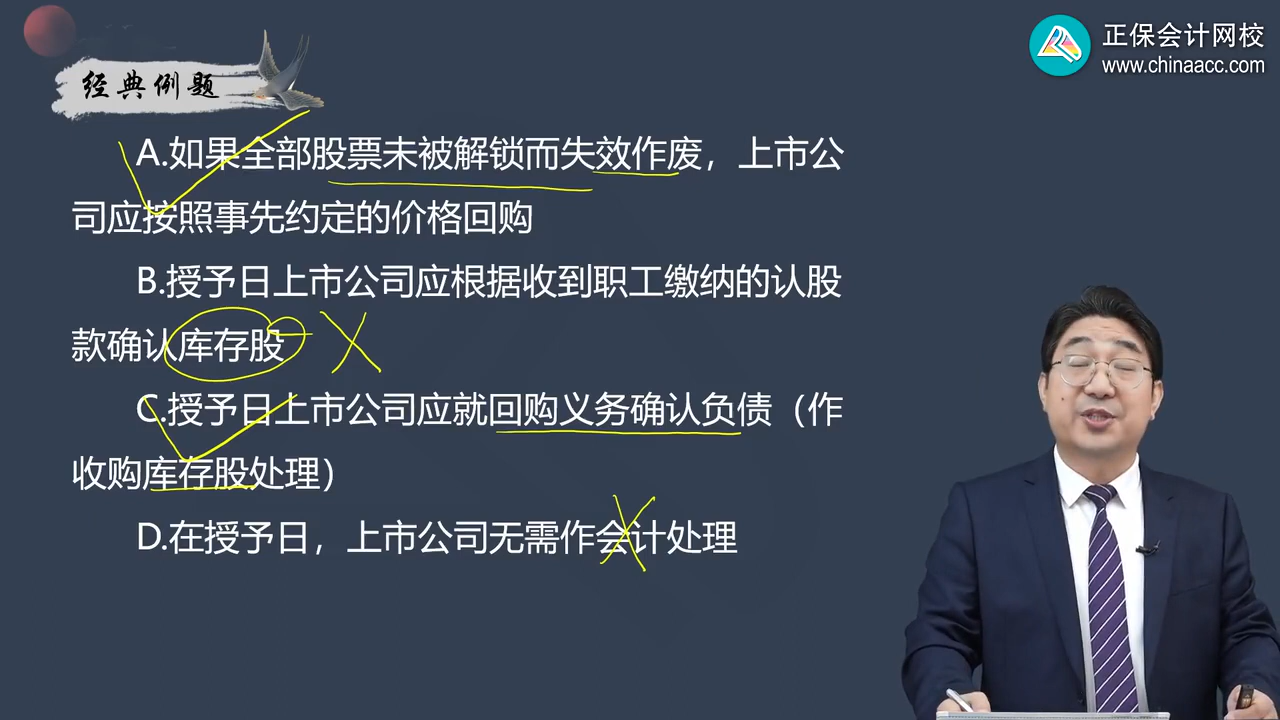 正保会计网校
www.chinaacc.com
经典例题
A.如果全部股票未被解锁而失效作废，上市公
司应按照事先约定的价格回购
B.授予日上市公司应根据收到职工缴纳的认股
款确认库存股
C.授予日上市公司应就回购义务确认负债（作
收购库存股处理）
D.在授予日，上市公司无需作会计处理